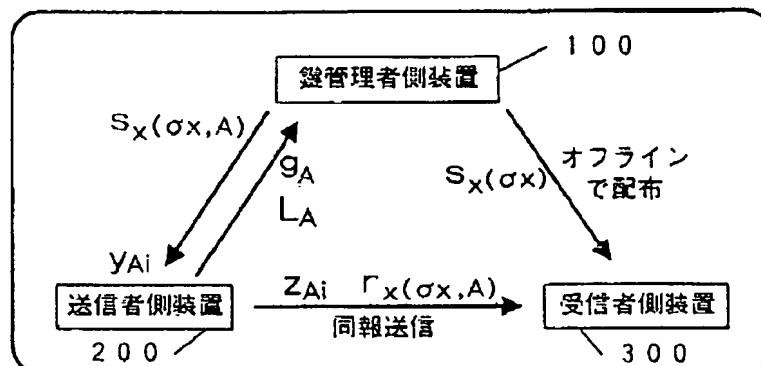 100
鍵管理者側装置
Sx(σx,A)
gA
LA
Sx(σx)
オフライン
で配布
yAi
送信者側装置
zAi rx(σx,A)
受信者側装置
同報送信
200
300